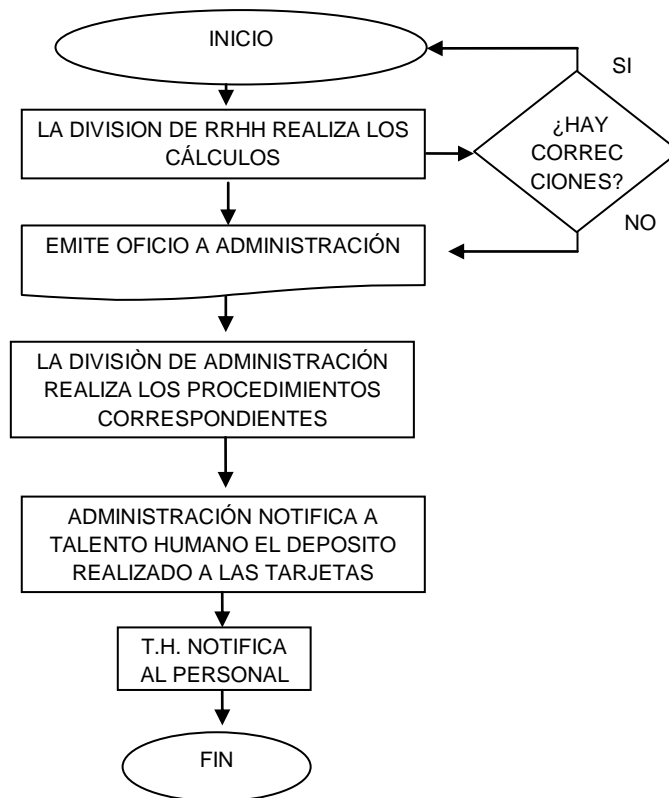 INICIO
SI
LA DIVISION DE RRHH REALIZA LOS
CÁLCULOS
¿HAY
CORREC
CIONES?
NO
EMITE OFICIO A ADMINISTRACIÓN
LA DIVISIÒN DE ADMINISTRACIÓN
REALIZA LOS PROCEDIMIENTOS
CORRESPONDIENTES
ADMINISTRACIÓN NOTIFICA A
TALENTO HUMANO EL DEPOSITO
REALIZADO A LAS TARJETAS
T.H. NOTIFICA
AL PERSONAL
FIN